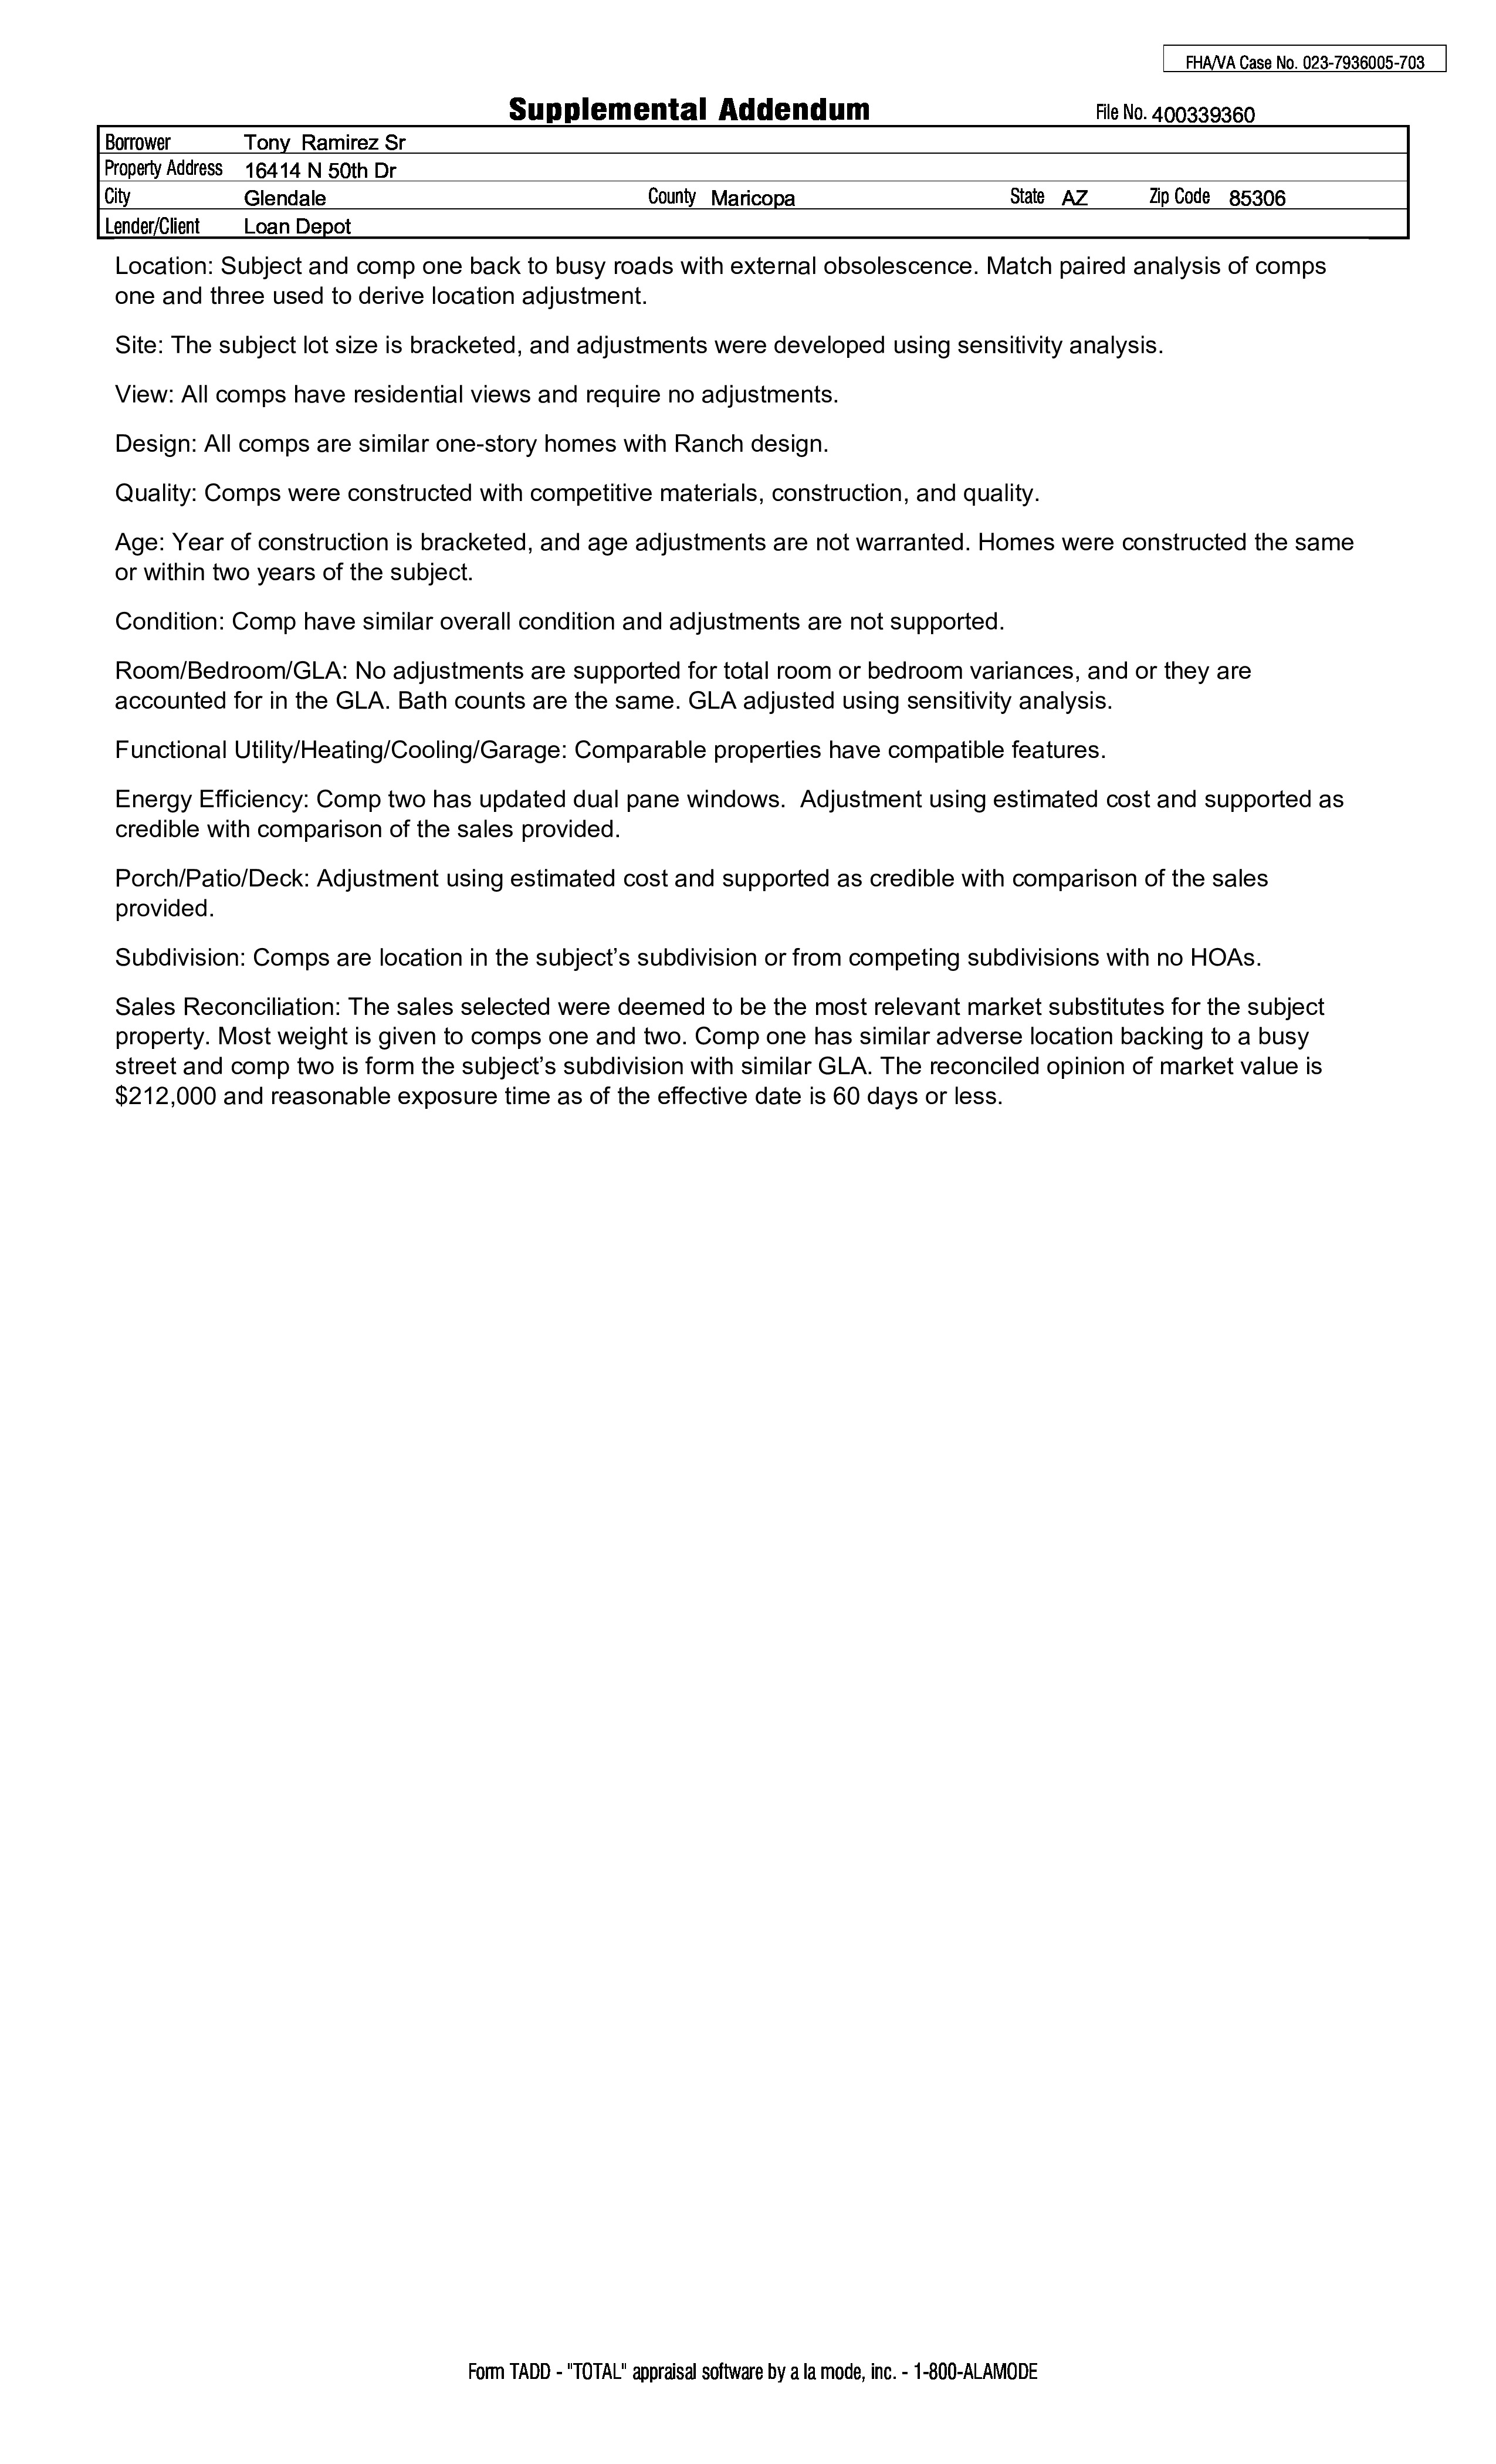 FHA/VA Case No. 023-7936005-703
Supplemental Addendum File No. 400339360
Borrower Tony  Ramirez Sr
Property Address 16414 N 50th Dr
City Glendale County Maricopa State AZ Zip Code 85306
Lender/Client Loan Depot
Location: Subject and comp one back to busy roads with external obsolescence. Match paired analysis of comps
one and three used to derive location adjustment.
Site: The subject lot size is bracketed, and adjustments were developed using sensitivity analysis.
View: All comps have residential views and require no adjustments.
Design: All comps are similar one-story homes with Ranch design.
Quality: Comps were constructed with competitive materials, construction, and quality.
Age: Year of construction is bracketed, and age adjustments are not warranted. Homes were constructed the same
or within two years of the subject.
Condition: Comp have similar overall condition and adjustments are not supported.
Room/Bedroom/GLA: No adjustments are supported for total room or bedroom variances, and or they are
accounted for in the GLA. Bath counts are the same. GLA adjusted using sensitivity analysis.
Functional Utility/Heating/Cooling/Garage: Comparable properties have compatible features.
Energy Efficiency: Comp two has updated dual pane windows.  Adjustment using estimated cost and supported as
credible with comparison of the sales provided.
Porch/Patio/Deck: Adjustment using estimated cost and supported as credible with comparison of the sales
provided.
Subdivision: Comps are location in the subject’s subdivision or from competing subdivisions with no HOAs.
Sales Reconciliation: The sales selected were deemed to be the most relevant market substitutes for the subject
property. Most weight is given to comps one and two. Comp one has similar adverse location backing to a busy
street and comp two is form the subject’s subdivision with similar GLA. The reconciled opinion of market value is
$212,000 and reasonable exposure time as of the effective date is 60 days or less.
Form TADD - "TOTAL" appraisal software by a la mode, inc. - 1-800-ALAMODE